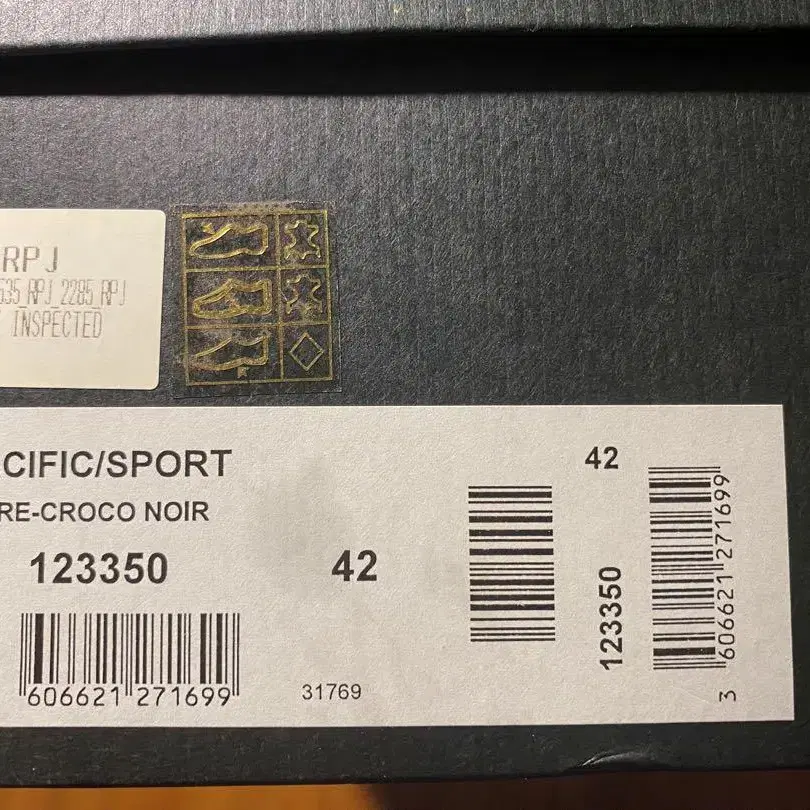 RPJ
535 RPJ 2285 RPJ
INSPECTED
CIFIC/SPORT
RE-CROCO NOIR
123350
42
606621 271699
31769
42
123350
3 606621 271699